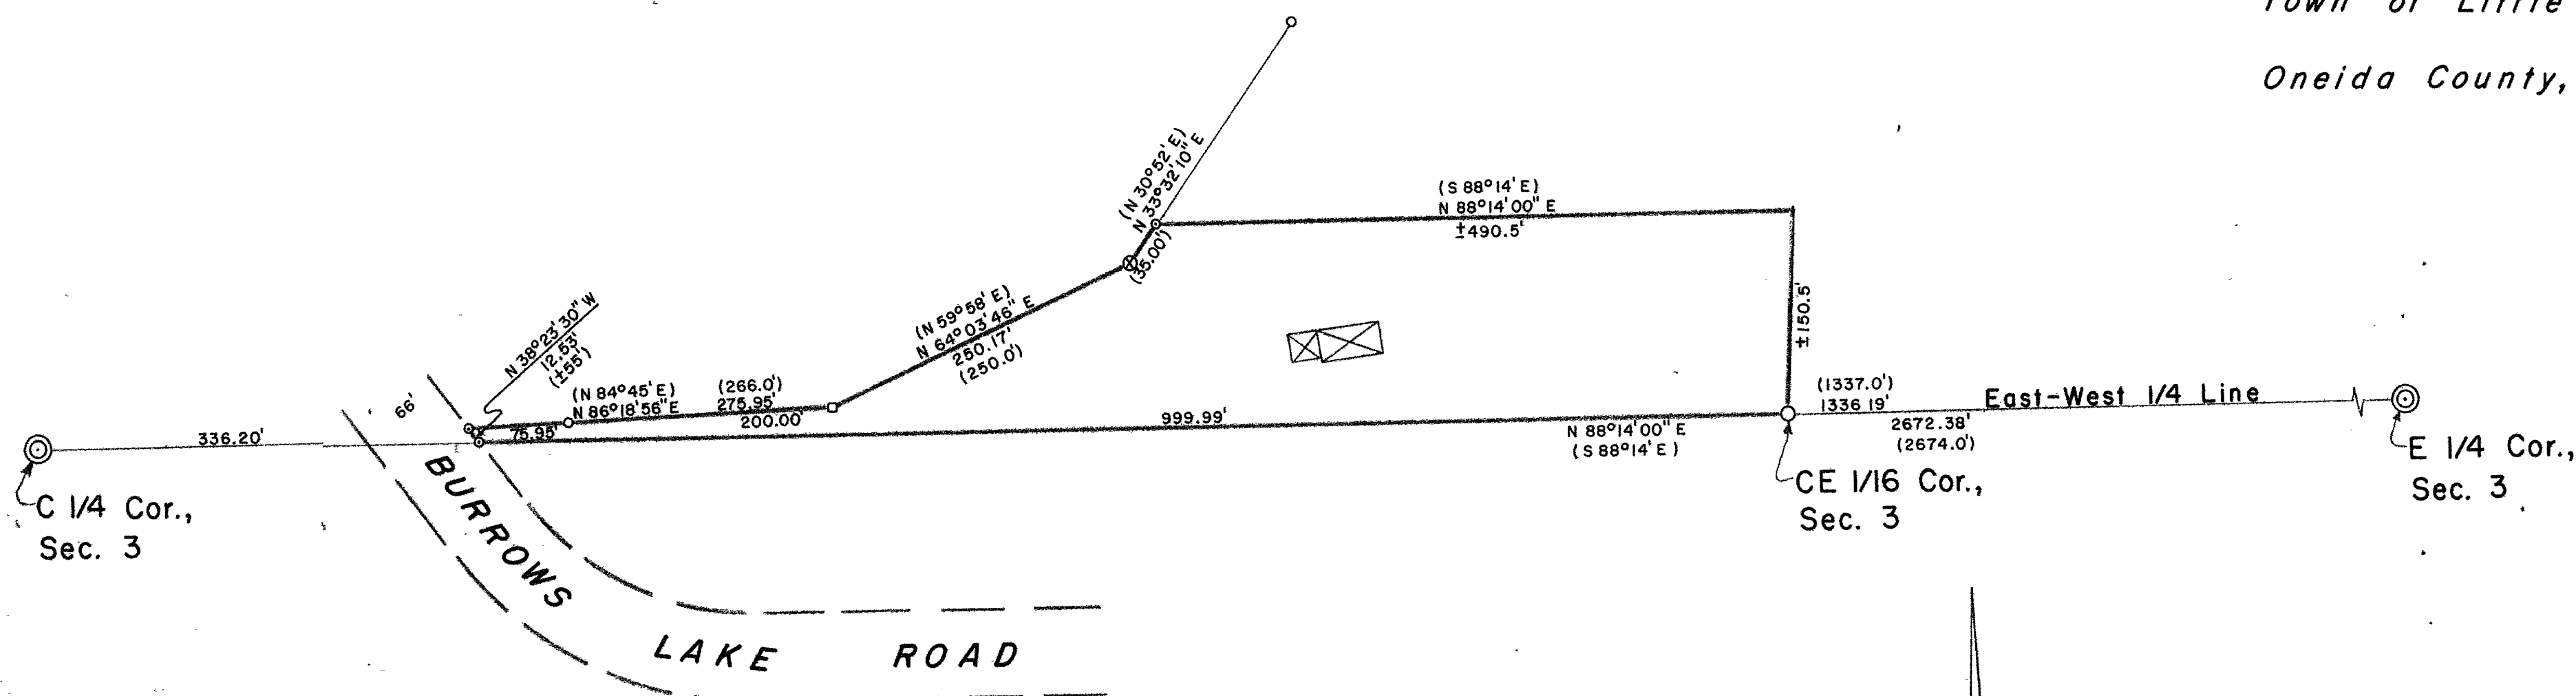 Town of Little
Oneida County,
(N 30°52' E)
N 33°32'10" E
(35.00')
(S 88°14' E)
N 88°14'00" E
±490.5'
±150.5'
(N 59°58' E)
N 64°03'46" E
250.17'
(250.0')
N 38°23'30" W
12.53'
(±55')
66'
(N 84°45' E)
N 86°18'56" E
(266.0')
275.95'
75.95'
200.00'
336.20'
999.99'
N 88°14'00" E
(S 88°14' E)
(1337.0')
1336 19'
East-West 1/4 Line
2672.38'
(2674.0')
C 1/4 Cor.,
Sec. 3
CE 1/16 Cor.,
Sec. 3
E 1/4 Cor.,
Sec. 3
BURROWS
LAKE ROAD